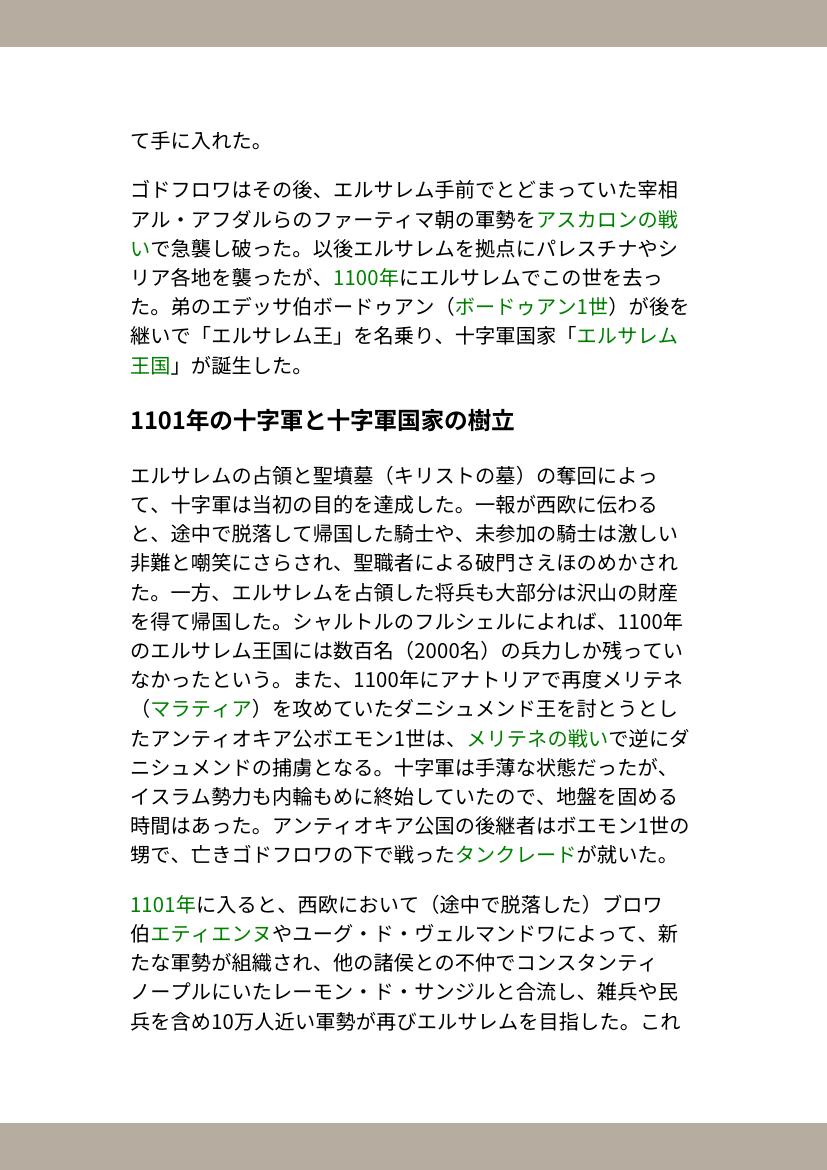 て手に入れた。
ゴドフロワはその後、エルサレム手前でとどまっていた宰相
アル・アフダルらのファーティマ朝の軍勢をアスカロンの戦
いで急襲し破った。以後エルサレムを拠点にパレスチナやシ
リア各地を襲ったが、1100年にエルサレムでこの世を去っ
た。弟のエデッサ伯ボードゥアン（ボードゥアン1世）が後を
継いで「エルサレム王」を名乗り、十字軍国家「エルサレム
王国」が誕生した。
1101年の十字軍と十字軍国家の樹立
エルサレムの占領と聖墳墓（キリストの墓）の奪回によっ
て、十字軍は当初の目的を達成した。一報が西欧に伝わる
と、途中で脱落して帰国した騎士や、未参加の騎士は激しい
非難と嘲笑にさらされ、聖職者による破門さえほのめかされ
た。一方、エルサレムを占領した将兵も大部分は沢山の財産
を得て帰国した。シャルトルのフルシェルによれば、1100年
のエルサレム王国には数百名（2000名）の兵力しか残ってい
なかったという。また、1100年にアナトリアで再度メリテネ
（マラティア）を攻めていたダニシュメンド王を討とうとし
たアンティオキア公ボエモン1世は、メリテネの戦いで逆にダ
ニシュメンドの捕虜となる。十字軍は手薄な状態だったが、
イスラム勢力も内輪もめに終始していたので、地盤を固める
時間はあった。アンティオキア公国の後継者はボエモン1世の
甥で、亡きゴドフロワの下で戦ったタンクレードが就いた。
1101年に入ると、西欧において（途中で脱落した）ブロワ
伯エティエンヌやユーグ・ド・ヴェルマンドワによって、新
たな軍勢が組織され、他の諸侯との不仲でコンスタンティ
ノープルにいたレーモン・ド・サンジルと合流し、雑兵や民
兵を含め10万人近い軍勢が再びエルサレムを目指した。これ